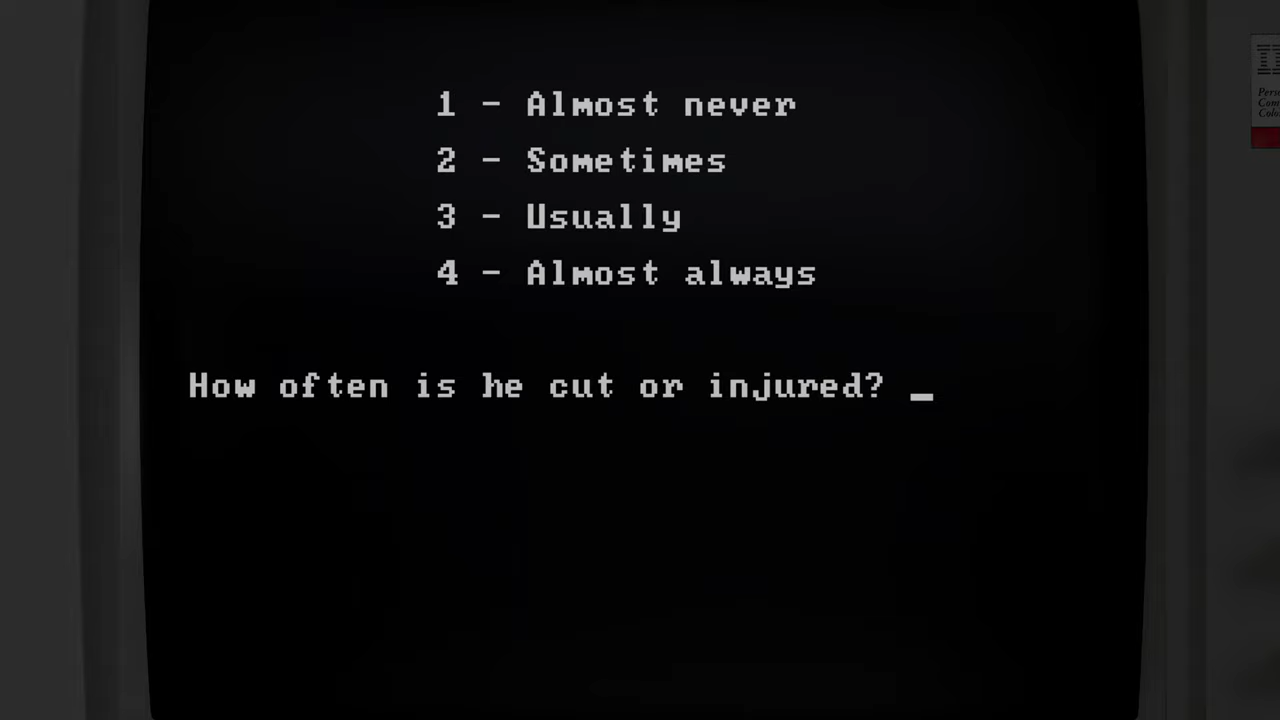 1 - Almost never
2 - Sometimes
3 - Usually
4 - Almost always
How often is he cut or injured? _